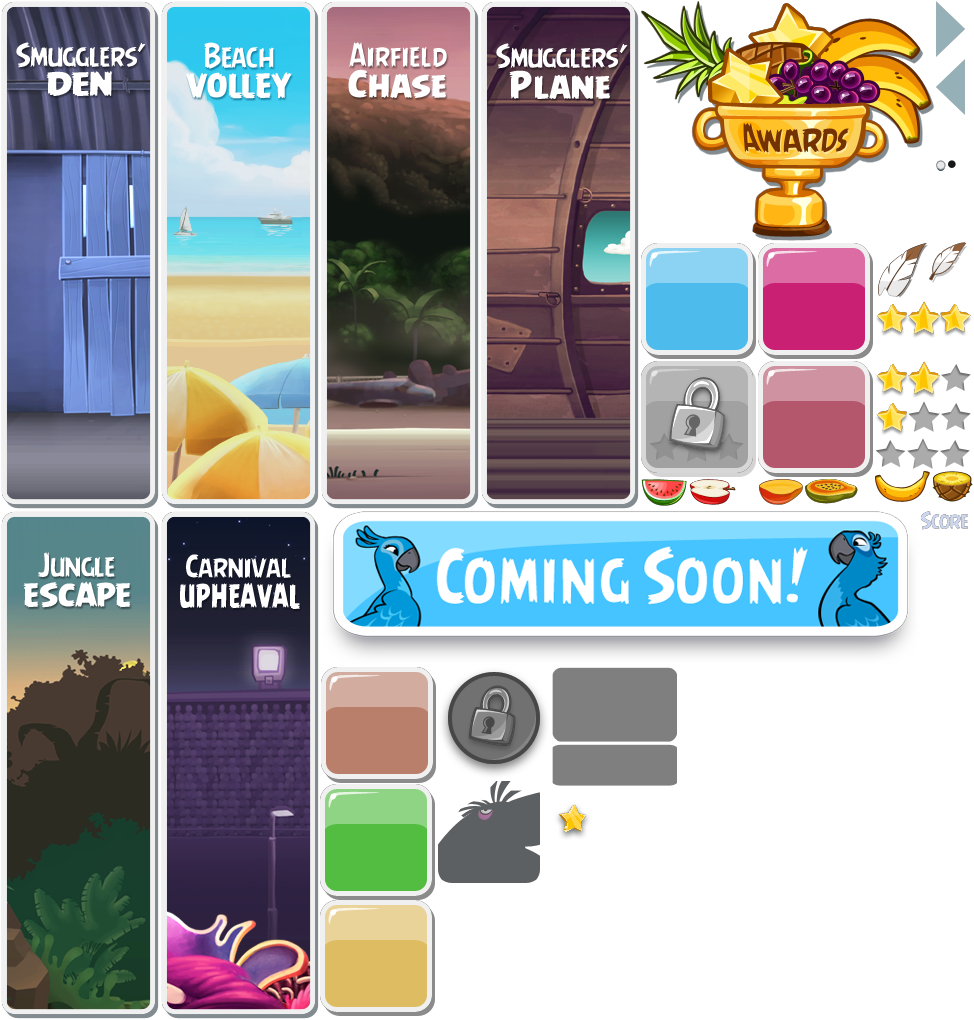 SMUGGLERS'
DEN
BEACH
VOLLEY
AIRFIELD
CHASE
SMUGGLERS'
PLANE
AWARDS
SCORE
JUNGLE
ESCAPE
CARNIVAL
UPHEAVAL
COMING SOON!